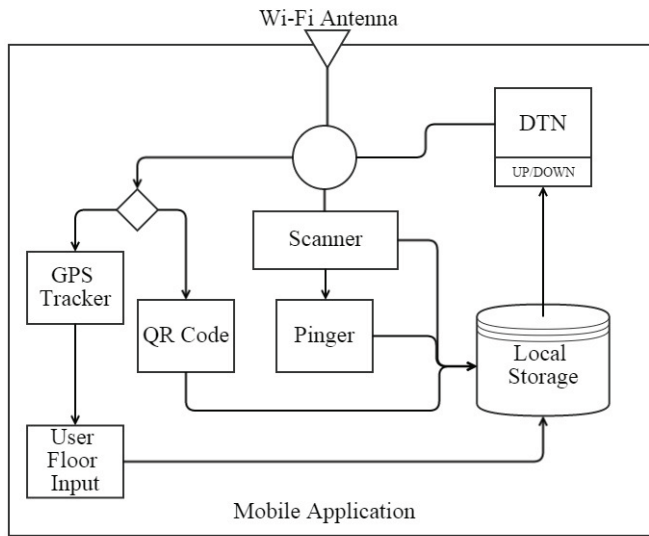 Wi-Fi Antenna
DTN
UP/DOWN
Scanner
GPS
Tracker
QR Code
Pinger
Local
Storage
User
Floor
Input
Mobile Application